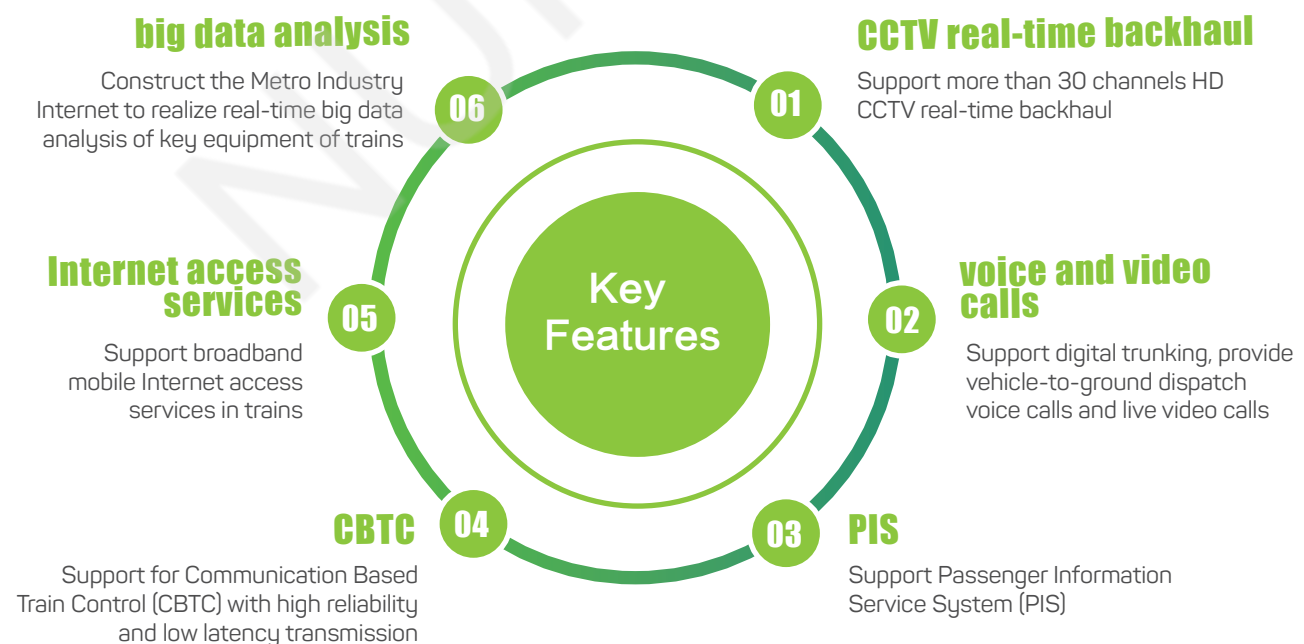 CCTV real-time backhaul
Support more than 30 channels HD
CCTV real-time backhaul
01
voice and video
calls
Support digital trunking, provide
vehicle-to-ground dispatch
voice calls and live video calls
02
PIS
Support Passenger Information
Service System (PIS)
03
CBTC
Support for Communication Based
Train Control (CBTC) with high reliability
and low latency transmission
04
Internet access
services
Support broadband
mobile Internet access
services in trains
05
big data analysis
Construct the Metro Industry
Internet to realize real-time big data
analysis of key equipment of trains
06
Key
Features